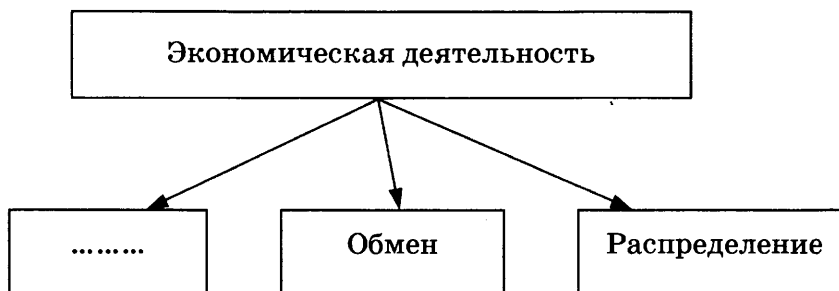 Экономическая деятельность
.........
Обмен
Распределение